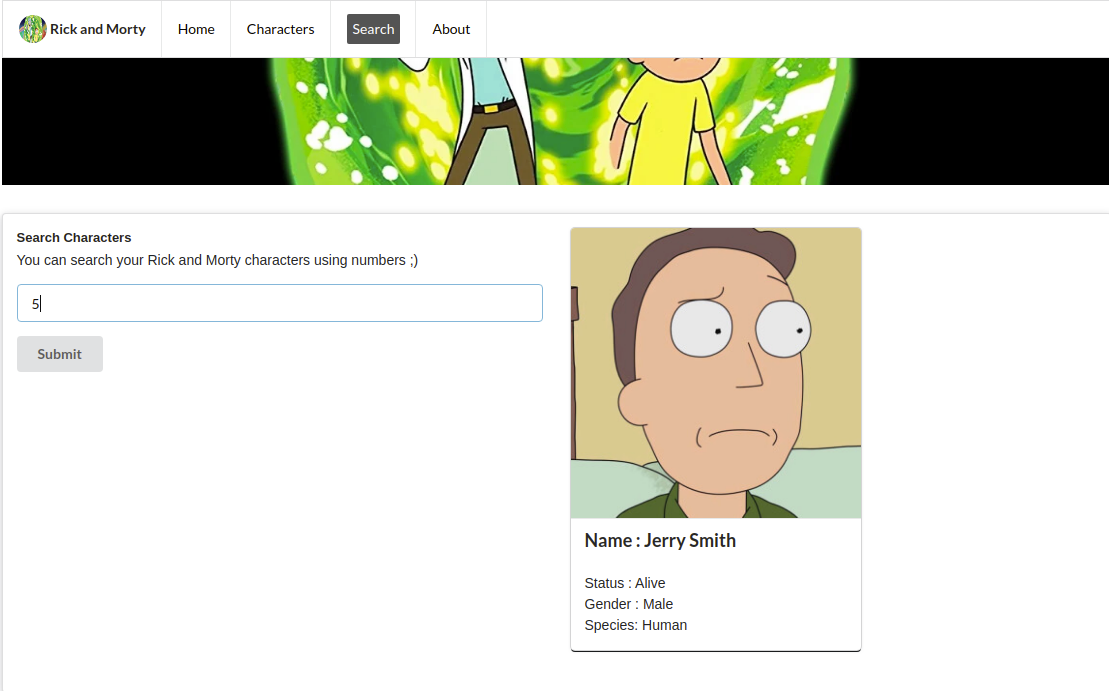 Rick and Morty Home Characters Search About
Search Characters
You can search your Rick and Morty characters using numbers ;)
5
Submit
Name : Jerry Smith
Status : Alive
Gender : Male
Species: Human